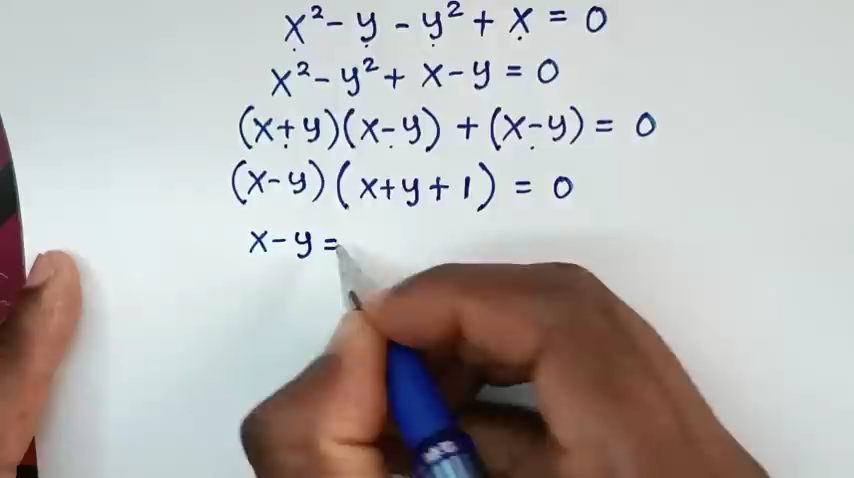 x² - y - y² + x = 0
x² - y² + x - y = 0
(x+y)(x-y) + (x-y) = 0
(x-y)(x+y+1) = 0
x-y =